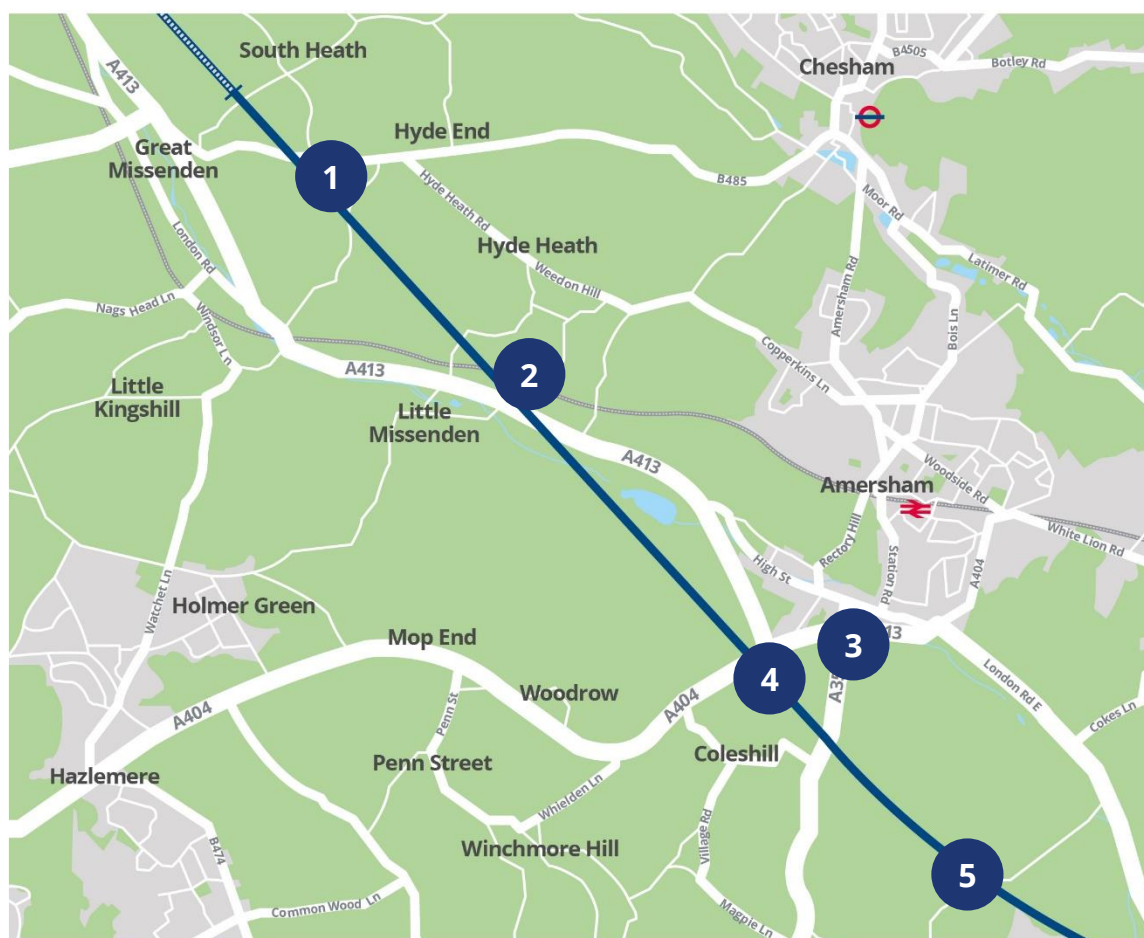 South Heath
Chesham
B4505
Botley Rd
A413
Hyde End
Great
Missenden
1
B485
Hyde Heath Rd
Moor Rd
London Rd
Hyde Heath
Weedon Hill
Latimer Rd
Nags Head Ln
Windsor Ln
Amersham Rd
Bois Ln
Copperkins Ln
A413
2
Little
Kingshill
Little
Missenden
A413
Woodside Rd
Amersham
White Lion Rd
Rectory Hill
High St
Station Rd
A404
Watchet Ln
Holmer Green
Mop End
3
13
London Rd E
4
A35
Woodrow
A404
Penn St
A404
Cokes Ln
Coleshill
Penn Street
Hazlemere
Whielden Ln
Village Rd
B474
Winchmore Hill
5
Common Wood Ln
Magpie Ln